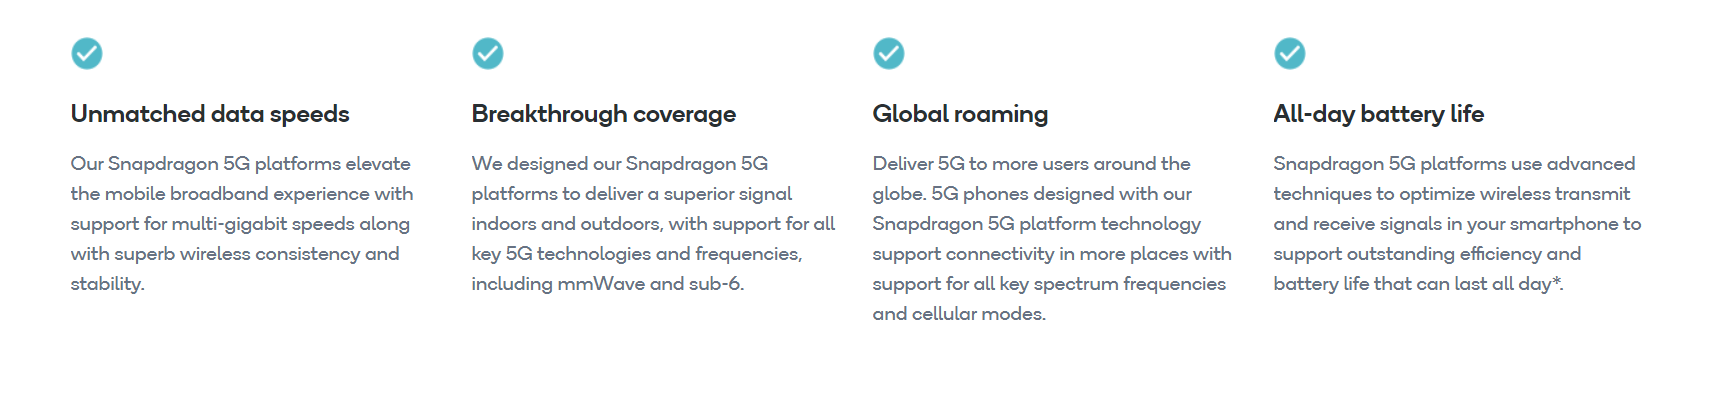 Unmatched data speeds
Our Snapdragon 5G platforms elevate
the mobile broadband experience with
support for multi-gigabit speeds along
with superb wireless consistency and
stability.
Breakthrough coverage
We designed our Snapdragon 5G
platforms to deliver a superior signal
indoors and outdoors, with support for all
key 5G technologies and frequencies,
including mmWave and sub-6.
Global roaming
Deliver 5G to more users around the
globe. 5G phones designed with our
Snapdragon 5G platform technology
support connectivity in more places with
support for all key spectrum frequencies
and cellular modes.
All-day battery life
Snapdragon 5G platforms use advanced
techniques to optimize wireless transmit
and receive signals in your smartphone to
support outstanding efficiency and
battery life that can last all day*.